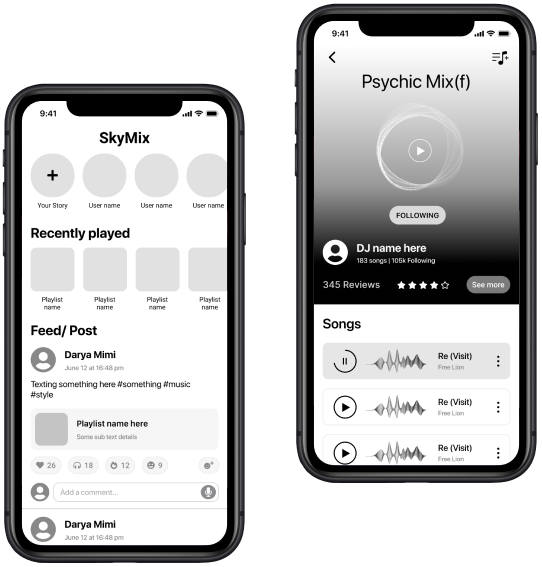 9:41
SkyMix
Your Story
User name
User name
User name
Recently played
Playlist
name
Playlist
name
Playlist
name
Playlist
name
Feed/ Post
Darya Mimi
June 12 at 16:48 pm
Texting something here #something #music
#style
Playlist name here
Some sub text details
26
18
12
9
Add a comment...
Darya Mimi
June 12 at 16:48 pm
9:41
Psychic Mix(f)
FOLLOWING
DJ name here
183 songs | 105k Following
345 Reviews
See more
Songs
Re (Visit)
Free Lion
Re (Visit)
Free Lion
Re (Visit)
Free Lion